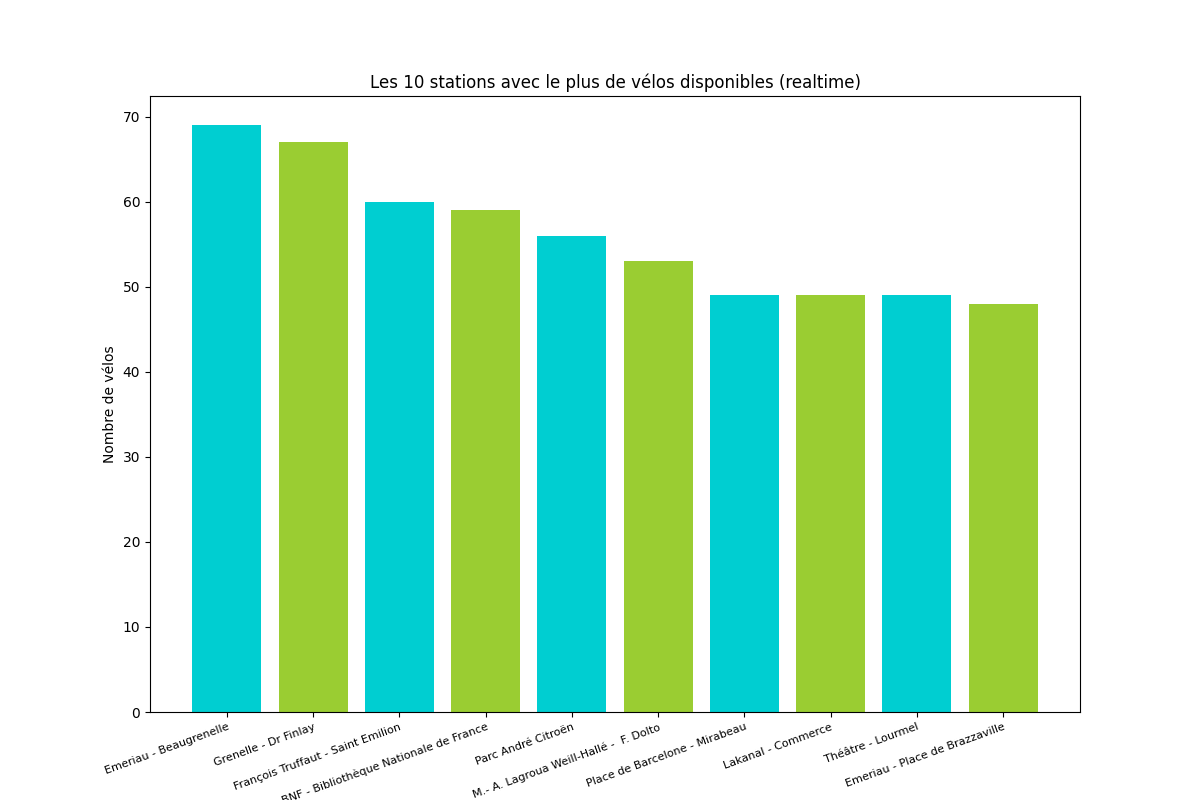 Les 10 stations avec le plus de vélos disponibles (realtime)
Nombre de vélos
70
60
50
40
30
20
10
0
Emeriau - Beaugrenelle
Grenelle - Dr Finlay
François Truffaut - Saint Emilion
BNF - Bibliothèque Nationale de France
Parc André Citroën
M.- A. Lagroua Weill-Hallé -  F. Dolto
Place de Barcelone - Mirabeau
Lakanal - Commerce
Théâtre - Lourmel
Emeriau - Place de Brazzaville